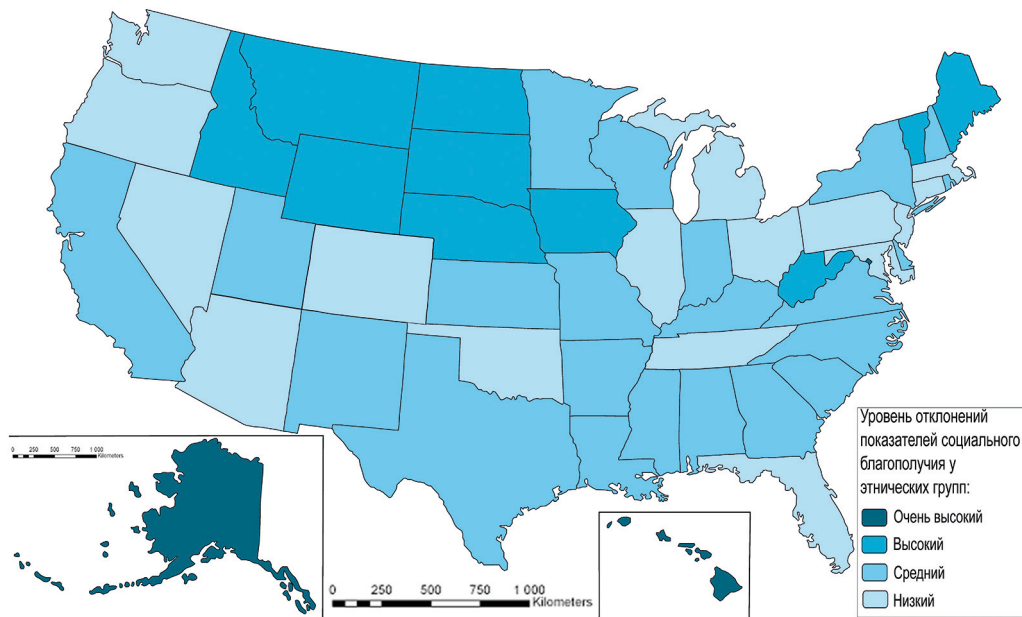 0 250 500 750 1 000
Kilometers
0 250 500 750 1 000
Kilometers
Уровень отклонений
показателей социального
благополучия у
этнических групп:
Очень высокий
Высокий
Средний
Низкий